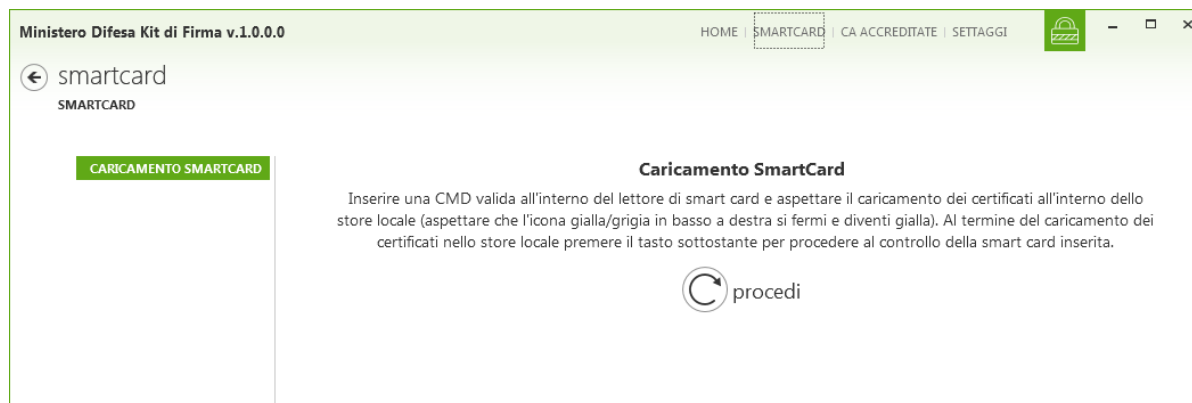 Ministero Difesa Kit di Firma v.1.0.0.0
HOME | SMARTCARD | CA ACCREDITATE | SETTAGGI
smartcard
SMARTCARD
CARICAMENTO SMARTCARD
Caricamento SmartCard
Inserire una CMD valida all'interno del lettore di smart card e aspettare il caricamento dei certificati all'interno dello
store locale (aspettare che l'icona gialla/grigia in basso a destra si fermi e diventi gialla). Al termine del caricamento dei
certificati nello store locale premere il tasto sottostante per procedere al controllo della smart card inserita.
procedi